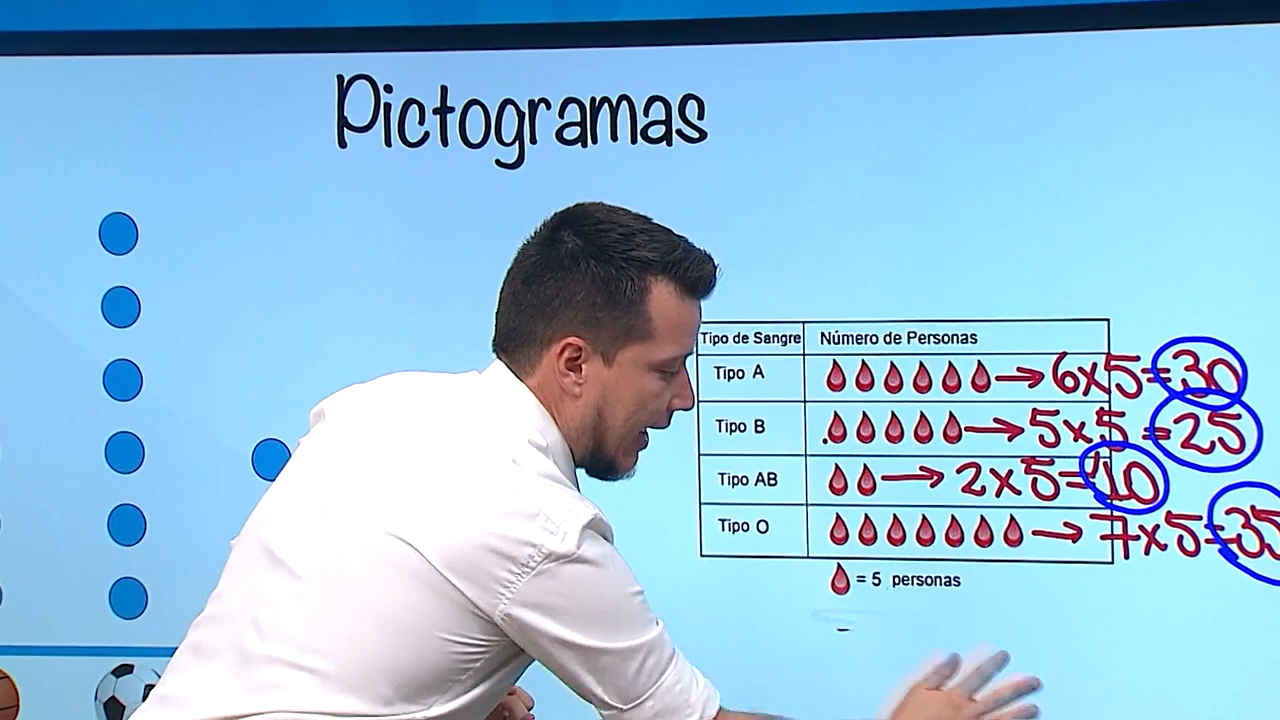 Pictogramas
Tipo de Sangre Número de Personas
Tipo A 6x5=30
Tipo B 5x5=25
Tipo AB 2x5=10
Tipo O 7x5=35
= 5 personas